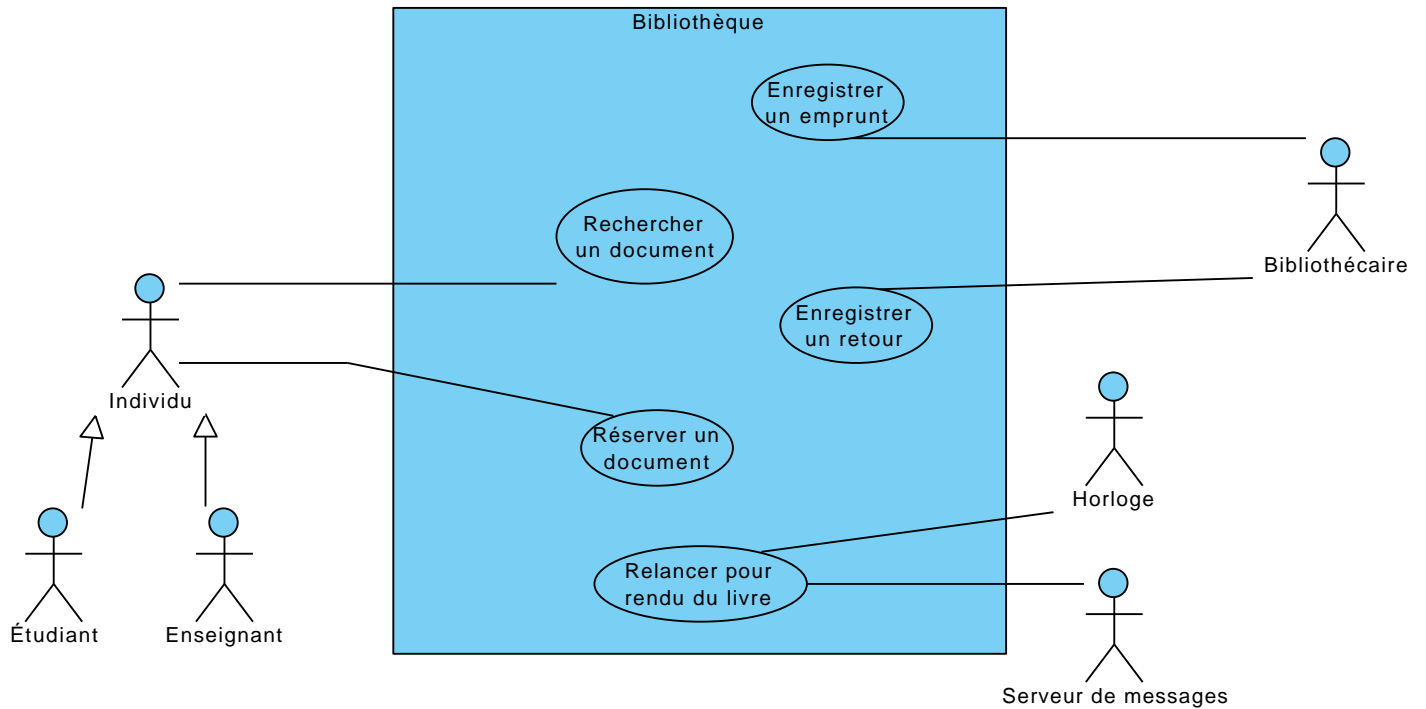 Bibliothèque
Enregistrer
un emprunt
Rechercher
un document
Bibliothécaire
Enregistrer
un retour
Individu
Réserver un
document
Horloge
Relancer pour
rendu du livre
Étudiant
Enseignant
Serveur de messages